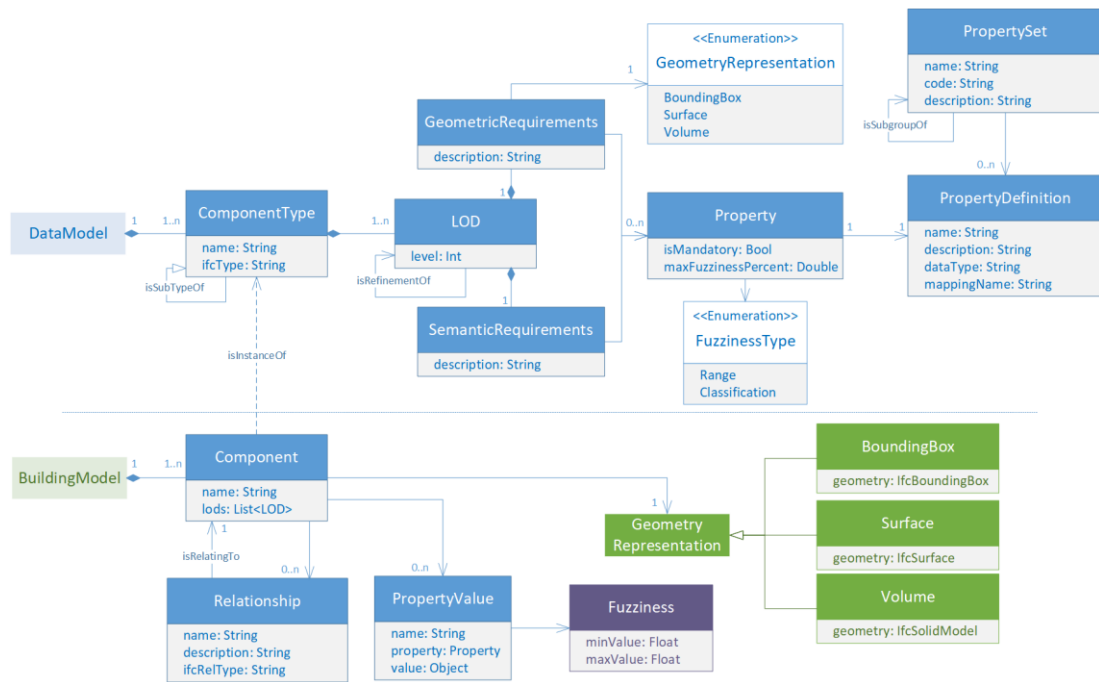 <<Enumeration>>
GeometryRepresentation
BoundingBox
Surface
Volume
1
PropertySet
name: String
code: String
description: String
isSubgroupOf
0..n
GeometricRequirements
description: String
1
DataModel
1
1..n
ComponentType
name: String
ifcType: String
isSubTypeOf
1..n
LOD
level: Int
isRefinementOf
1
SemanticRequirements
description: String
0..n
Property
isMandatory: Bool
maxFuzzinessPercent: Double
1
1
PropertyDefinition
name: String
description: String
dataType: String
mappingName: String
<<Enumeration>>
FuzzinessType
Range
Classification
isInstanceOf
BuildingModel
1
1..n
Component
name: String
lods: List<LOD>
1
isRelatingTo
0..n
Relationship
name: String
description: String
ifcRelType: String
0..n
PropertyValue
name: String
property: Property
value: Object
Fuzziness
minValue: Float
maxValue: Float
1
Geometry
Representation
BoundingBox
geometry: IfcBoundingBox
Surface
geometry: IfcSurface
Volume
geometry: IfcSolidModel